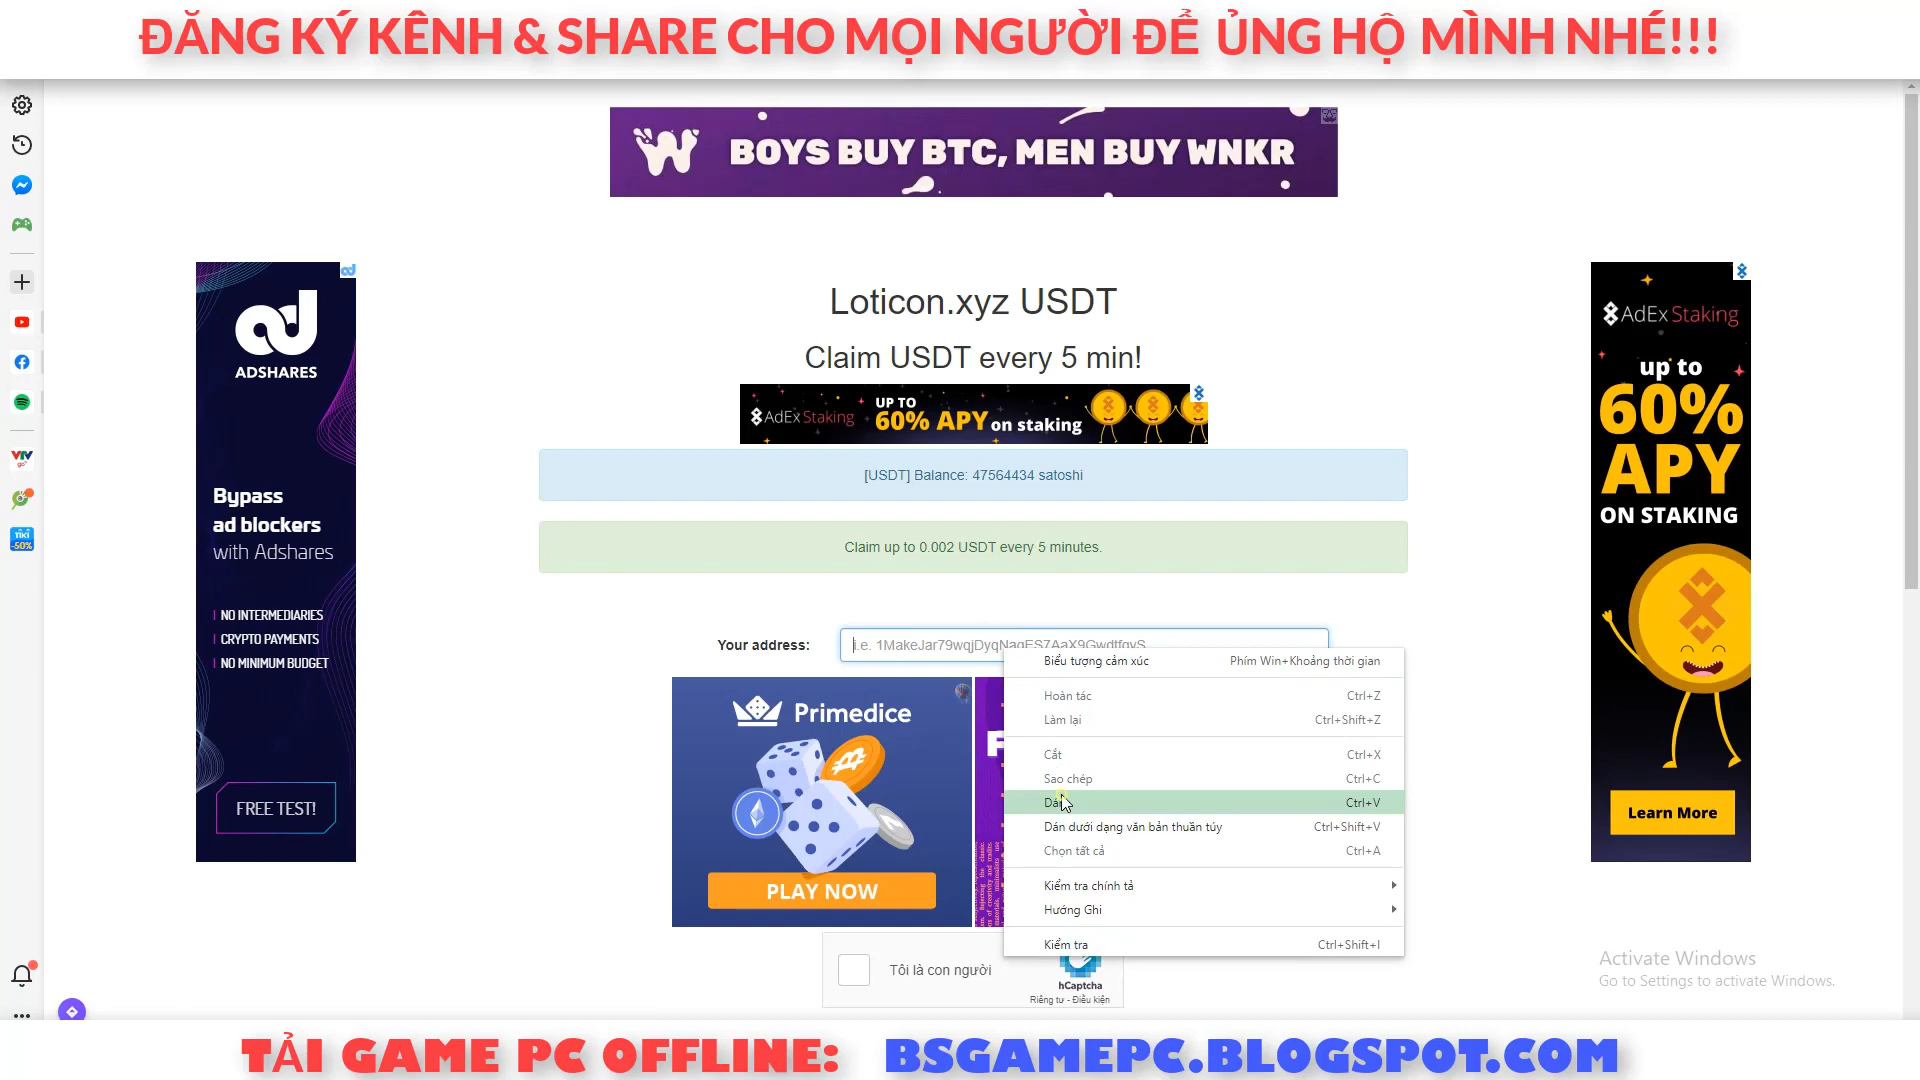 ĐĂNG KÝ KÊNH & SHARE CHO MỌI NGƯỜI ĐỂ ỦNG HỘ MÌNH NHÉ!!!
BOYS BUY BTC, MEN BUY WNKR
ADSHARES
Bypass
ad blockers
with Adshares
NO INTERMEDIARIES
CRYPTO PAYMENTS
NO MINIMUM BUDGET
FREE TEST!
Loticon.xyz USDT
Claim USDT every 5 min!
AdEx Staking
UP TO
60% APY on staking
[USDT] Balance: 47564434 satoshi
Claim up to 0.002 USDT every 5 minutes.
Your address:
i.e. 1MakeJar79wqjDyqNaqES7AaX9GwdtfqvS
Primedice
PLAY NOW
Biểu tượng cảm xúc Phím Win+Khoảng thời gian
Hoàn tác Ctrl+Z
Làm lại Ctrl+Shift+Z
Cắt Ctrl+X
Sao chép Ctrl+C
Ctrl+V
Dán dưới dạng văn bản thuần túy Ctrl+Shift+V
Chọn tất cả Ctrl+A
Kiểm tra chính tả
Hướng Ghi
Kiểm tra Ctrl+Shift+I
Tôi là con người
hCaptcha
Riêng tư - Điều kiện
AdEx Staking
up to
60%
APY
ON STAKING
Learn More
VTV
go
TIKI
-50%
Activate Windows
Go to Settings to activate Windows.
TẢI GAME PC OFFLINE: BSGAMEPC.BLOGSPOT.COM